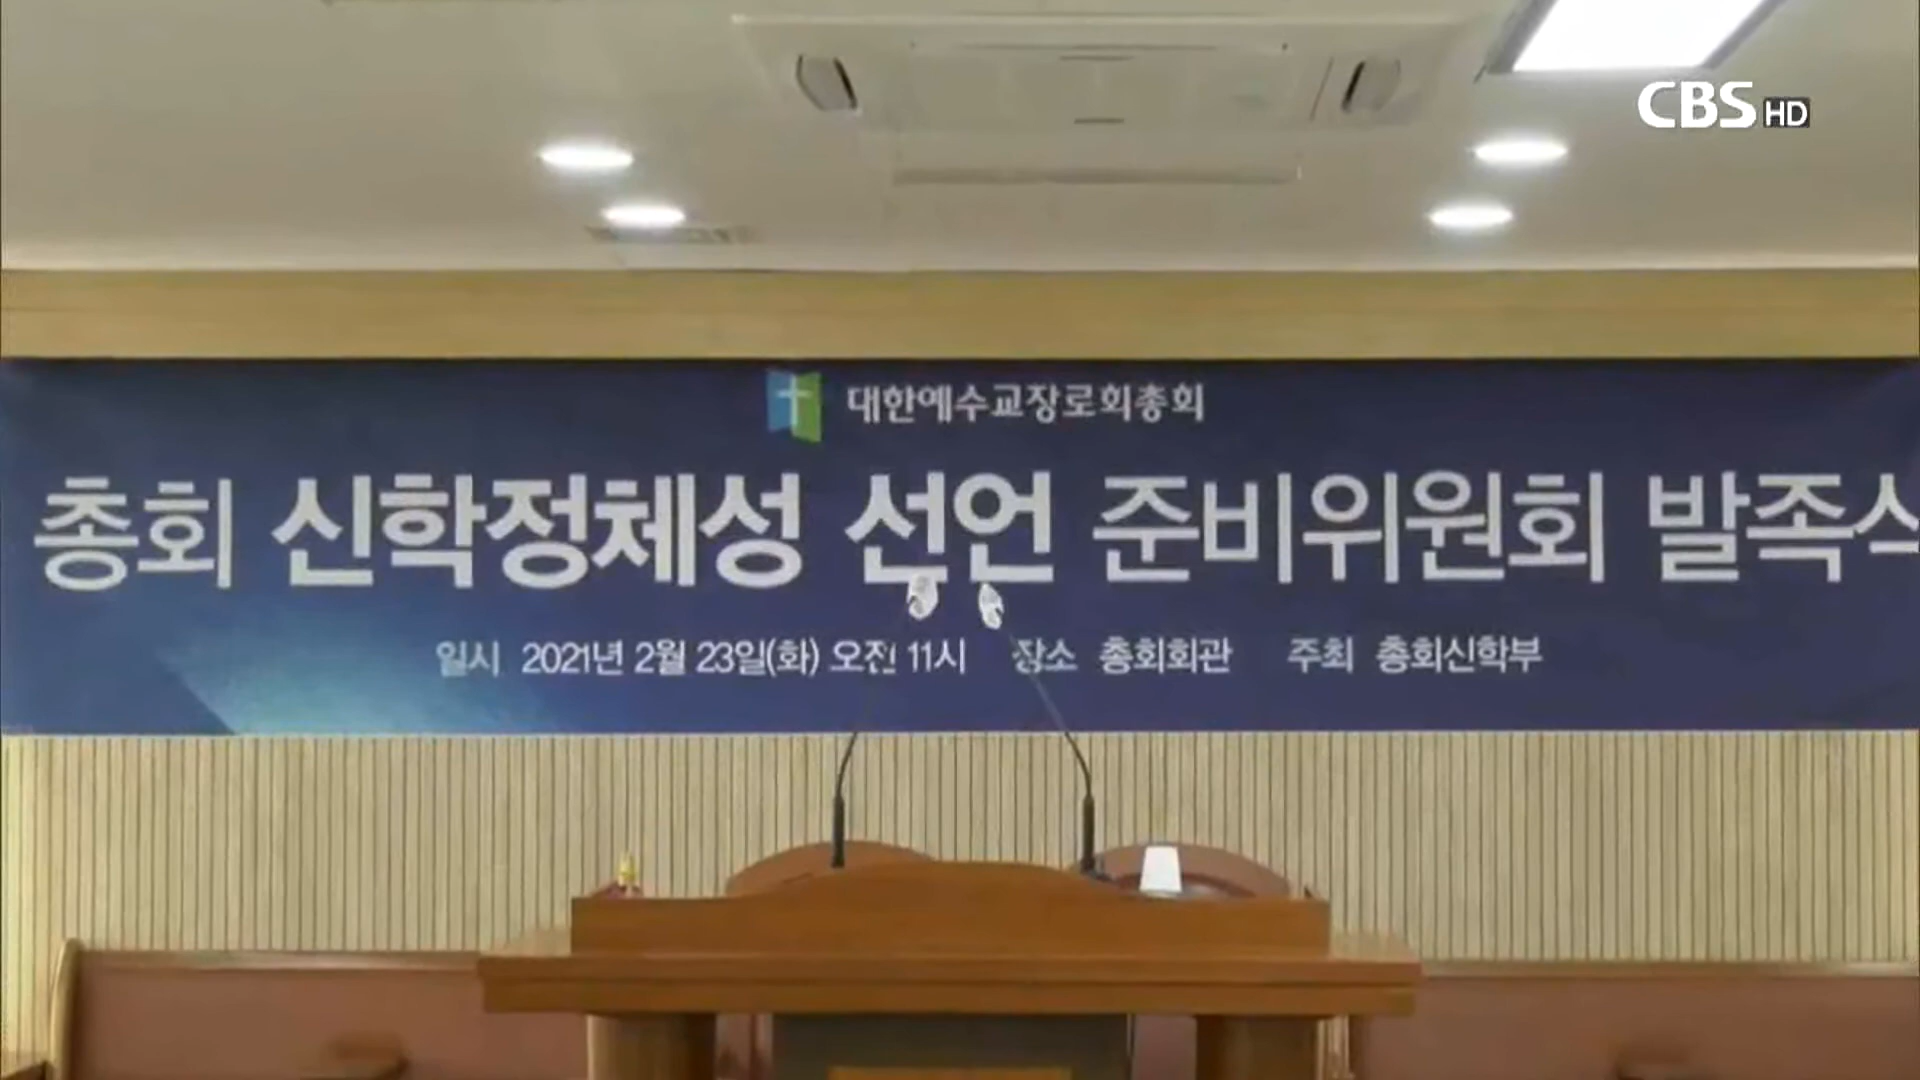 CBS HD
대한예수교장로회총회
총회 신학정체성 선언 준비위원회 발족식
일시 2021년 2월 23일(화) 오전 11시 장소 총회회관 주최 총회신학부